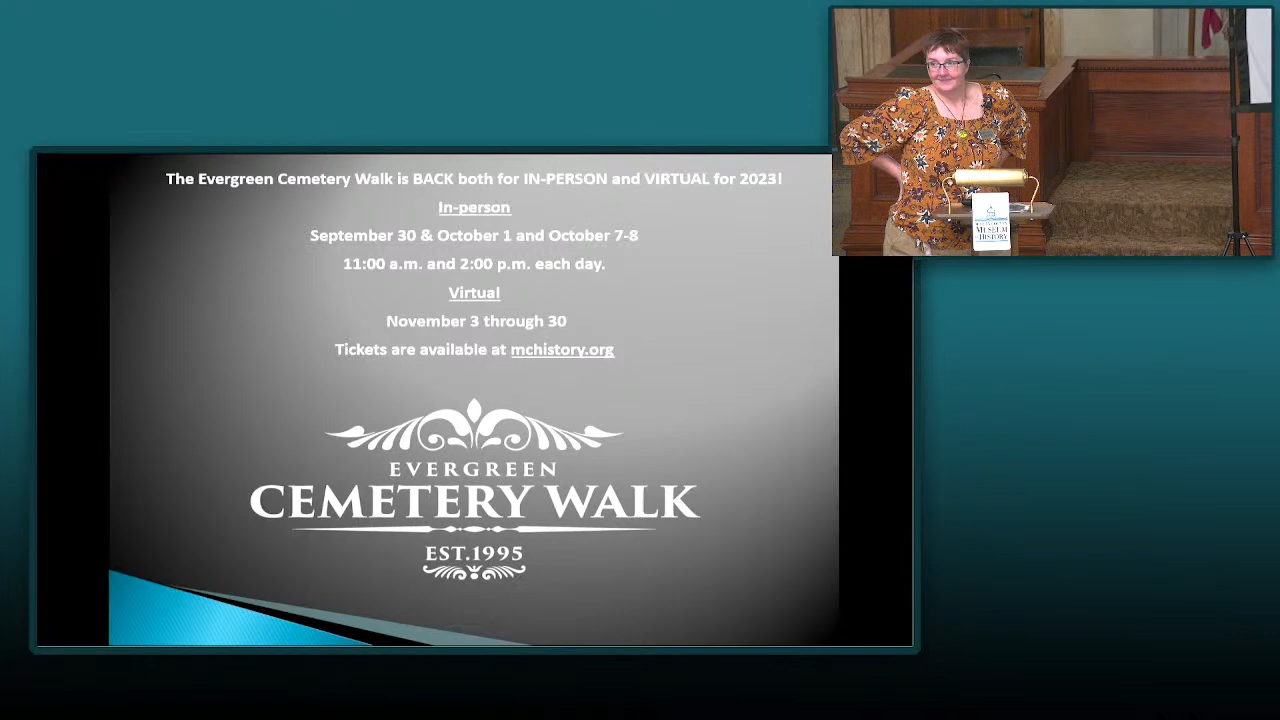 The Evergreen Cemetery Walk is BACK both for IN-PERSON and VIRTUAL for 2023!
In-person
September 30 & October 1 and October 7-8
11:00 a.m. and 2:00 p.m. each day.
Virtual
November 3 through 30
Tickets are available at mchistory.org
EVERGREEN
CEMETERY WALK
EST.1995
MUSEUM
HISTORY